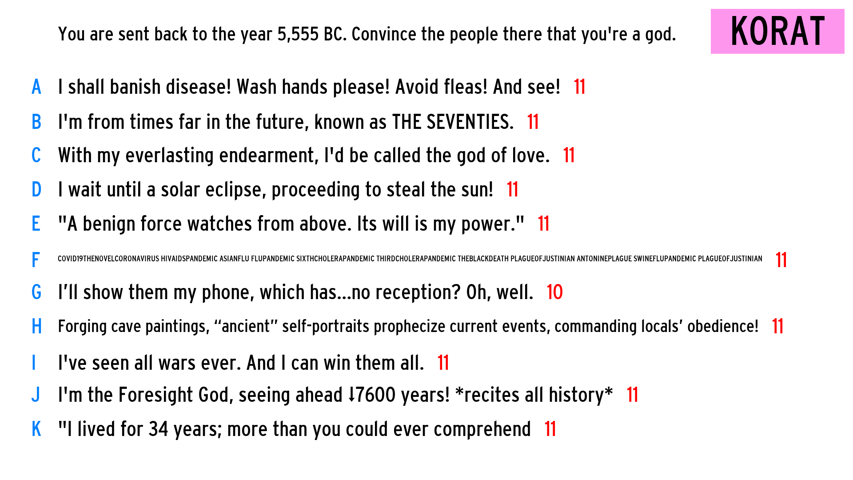 You are sent back to the year 5,555 BC. Convince the people there that you're a god.
KORAT
A I shall banish disease! Wash hands please! Avoid fleas! And see! 11
B I'm from times far in the future, known as THE SEVENTIES. 11
C With my everlasting endearment, I'd be called the god of love. 11
D I wait until a solar eclipse, proceeding to steal the sun! 11
E "A benign force watches from above. Its will is my power." 11
F COVID19THENOVELCORONAVIRUS HIVAIDSPANDEMIC ASIANFLU FLUPANDEMIC SIXTHCHOLERAPANDEMIC THIRDCHOLERAPANDEMIC THEBLACKDEATH PLAGUEOFJUSTINIAN ANTONINEPLAGUE SWINEFLUPANDEMIC PLAGUEOFJUSTINIAN 11
G I’ll show them my phone, which has...no reception? Oh, well. 10
H Forging cave paintings, “ancient” self-portraits prophecize current events, commanding locals’ obedience! 11
I I've seen all wars ever. And I can win them all. 11
J I'm the Foresight God, seeing ahead ⇂7600 years! *recites all history* 11
K "I lived for 34 years; more than you could ever comprehend 11